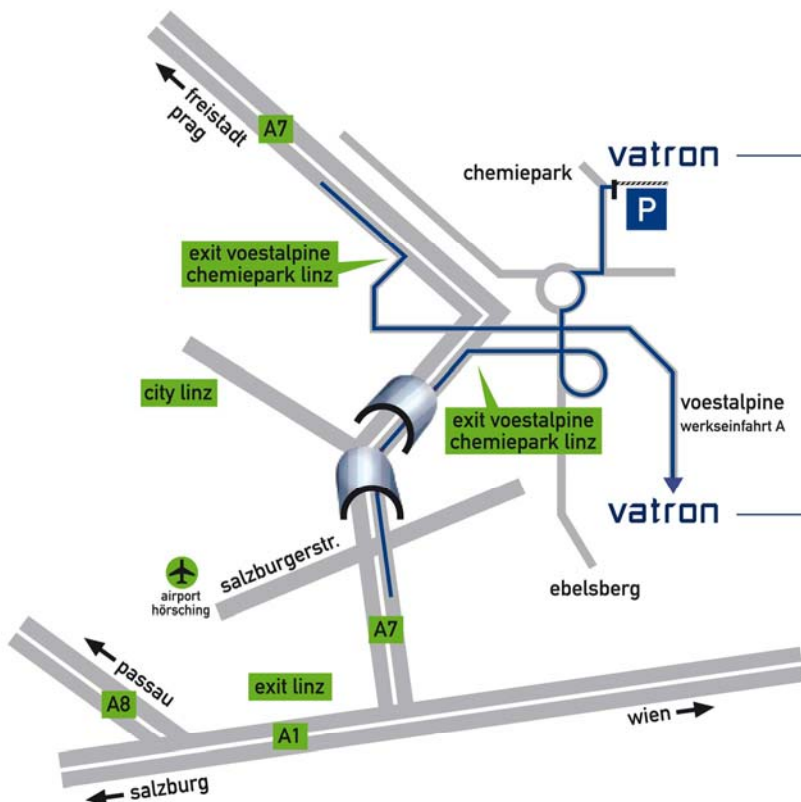 freistadt
prag
A7
vatron
chemiepark
P
exit voestalpine
chemiepark linz
city linz
exit voestalpine
chemiepark linz
voestalpine
werkseinfahrt A
vatron
salzburgerstr.
airport
hörsching
ebelsberg
A7
passau
A8
exit linz
A1
wien
salzburg